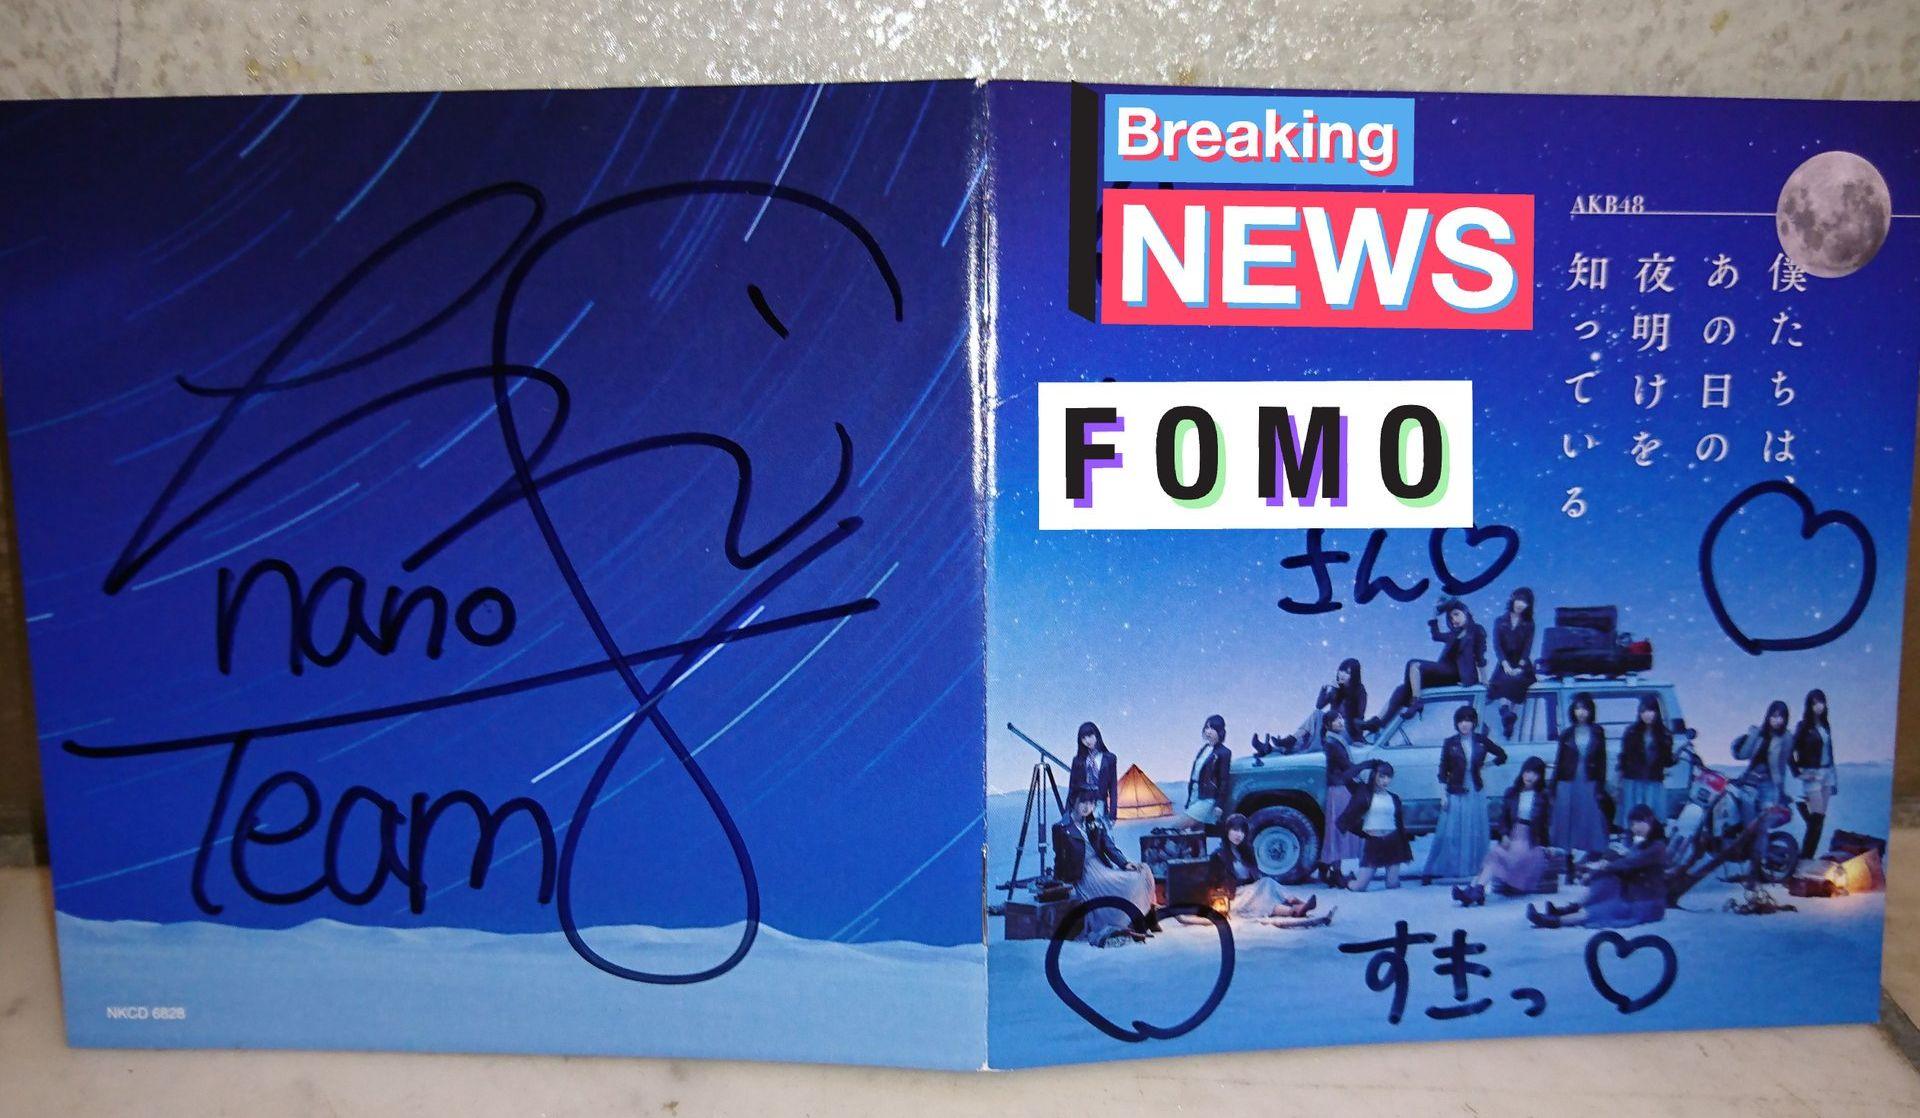 nano
Team
NKCD 6828
Breaking
NEWS
FOMO
AKB48
僕たちは、
あの日の
夜明けを
知っている
さん♡
すきっ♡